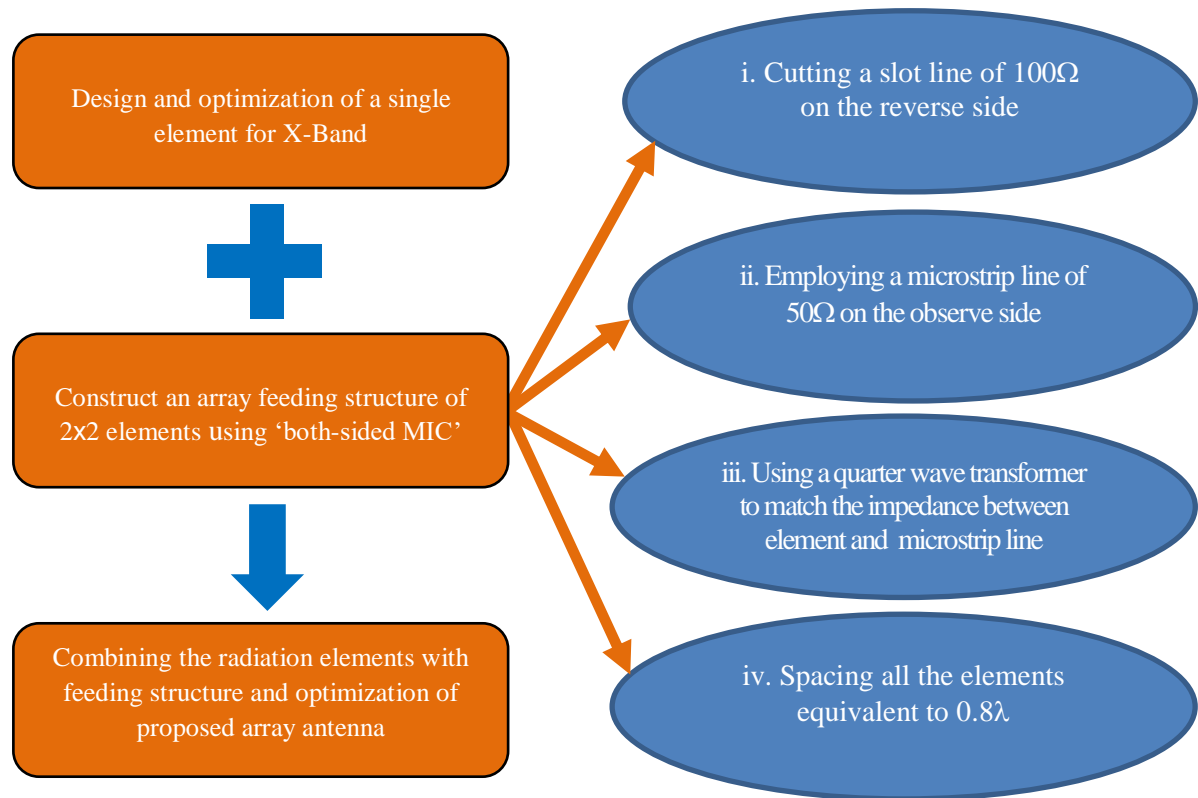 Design and optimization of a single
element for X-Band
Construct an array feeding structure of
2x2 elements using ‘both-sided MIC’
Combining the radiation elements with
feeding structure and optimization of
proposed array antenna
i. Cutting a slot line of 100Ω
on the reverse side
ii. Employing a microstrip line of
50Ω on the observe side
iii. Using a quarter wave transformer
to match the impedance between
element and microstrip line
iv. Spacing all the elements
equivalent to 0.8λ